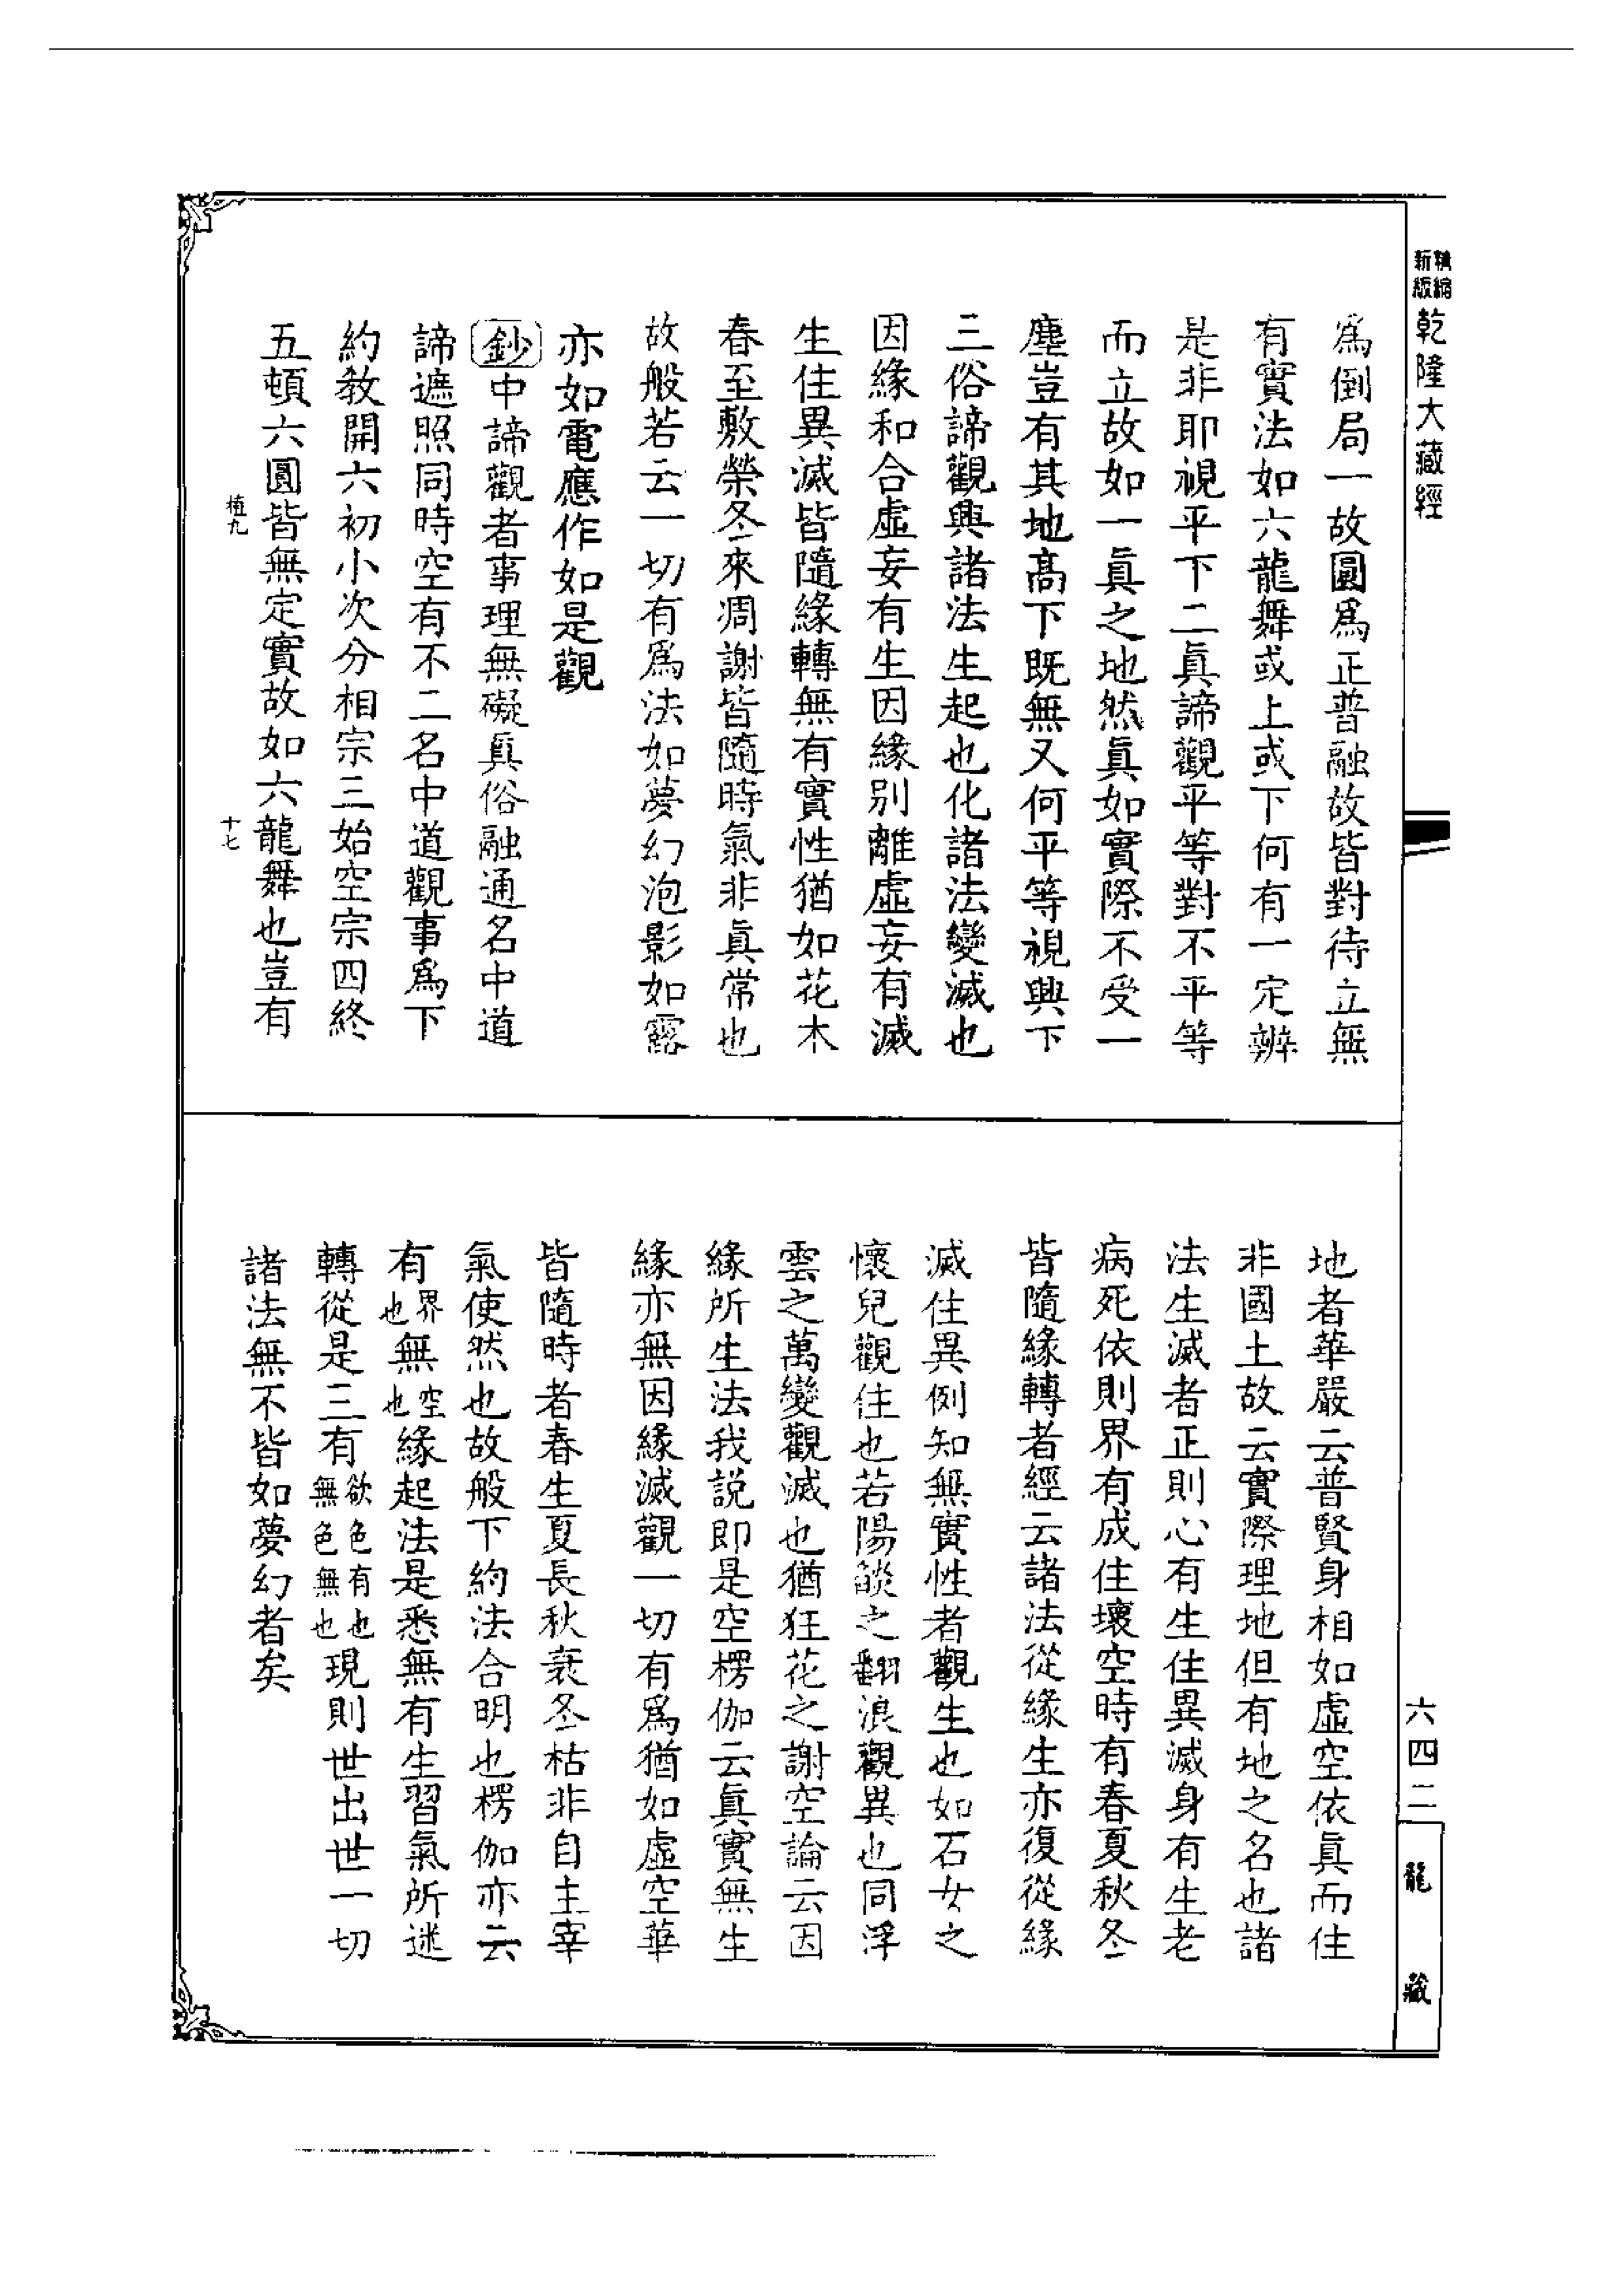 精縮
新版
乾隆大藏經
爲倒局一故圓爲正普融故皆對待立無
有實法如六龍舞或上或下何有一定辨
是非耶視平下二眞諦觀平等對不平等
而立故如一眞之地然眞如實際不受一
塵豈有其地高下既無又何平等視與下
三俗諦觀與諸法生起也化諸法變滅也
因緣和合虛妄有生因緣別離虛妄有滅
生住異滅皆隨緣轉無有實性猶如花木
春至敷榮冬來凋謝皆隨時氣非眞常也
故般若云一切有爲法如夢幻泡影如露
亦如電應作如是觀
鈔中諦觀者事理無礙眞俗融通名中道
諦遮照同時空有不二名中道觀事爲下
約教開六初小次分相宗三始空宗四終
五頓六圓皆無定實故如六龍舞也豈有
植九
十七
地者華嚴云普賢身相如虛空依眞而住
非國土故云實際理地但有地之名也諸
法生滅者正則心有生住異滅身有生老
病死依則界有成住壞空時有春夏秋冬
皆隨緣轉者經云諸法從緣生亦復從緣
滅住異例知無實性者觀生也如石女之
懷兒觀住也若陽燄之翻浪觀異也同浮
雲之萬變觀滅也猶狂花之謝空論云因
緣所生法我説即是空楞伽云眞實無生
緣亦無因緣滅觀一切有爲猶如虛空華
皆隨時者春生夏長秋衰冬枯非自主宰
氣使然也故般下約法合明也楞伽亦云
有界也無空也緣起法是悉無有生習氣所迷
轉從是三有欲色有也無色無也現則世出世一切
諸法無不皆如夢幻者矣
六四二
龍藏